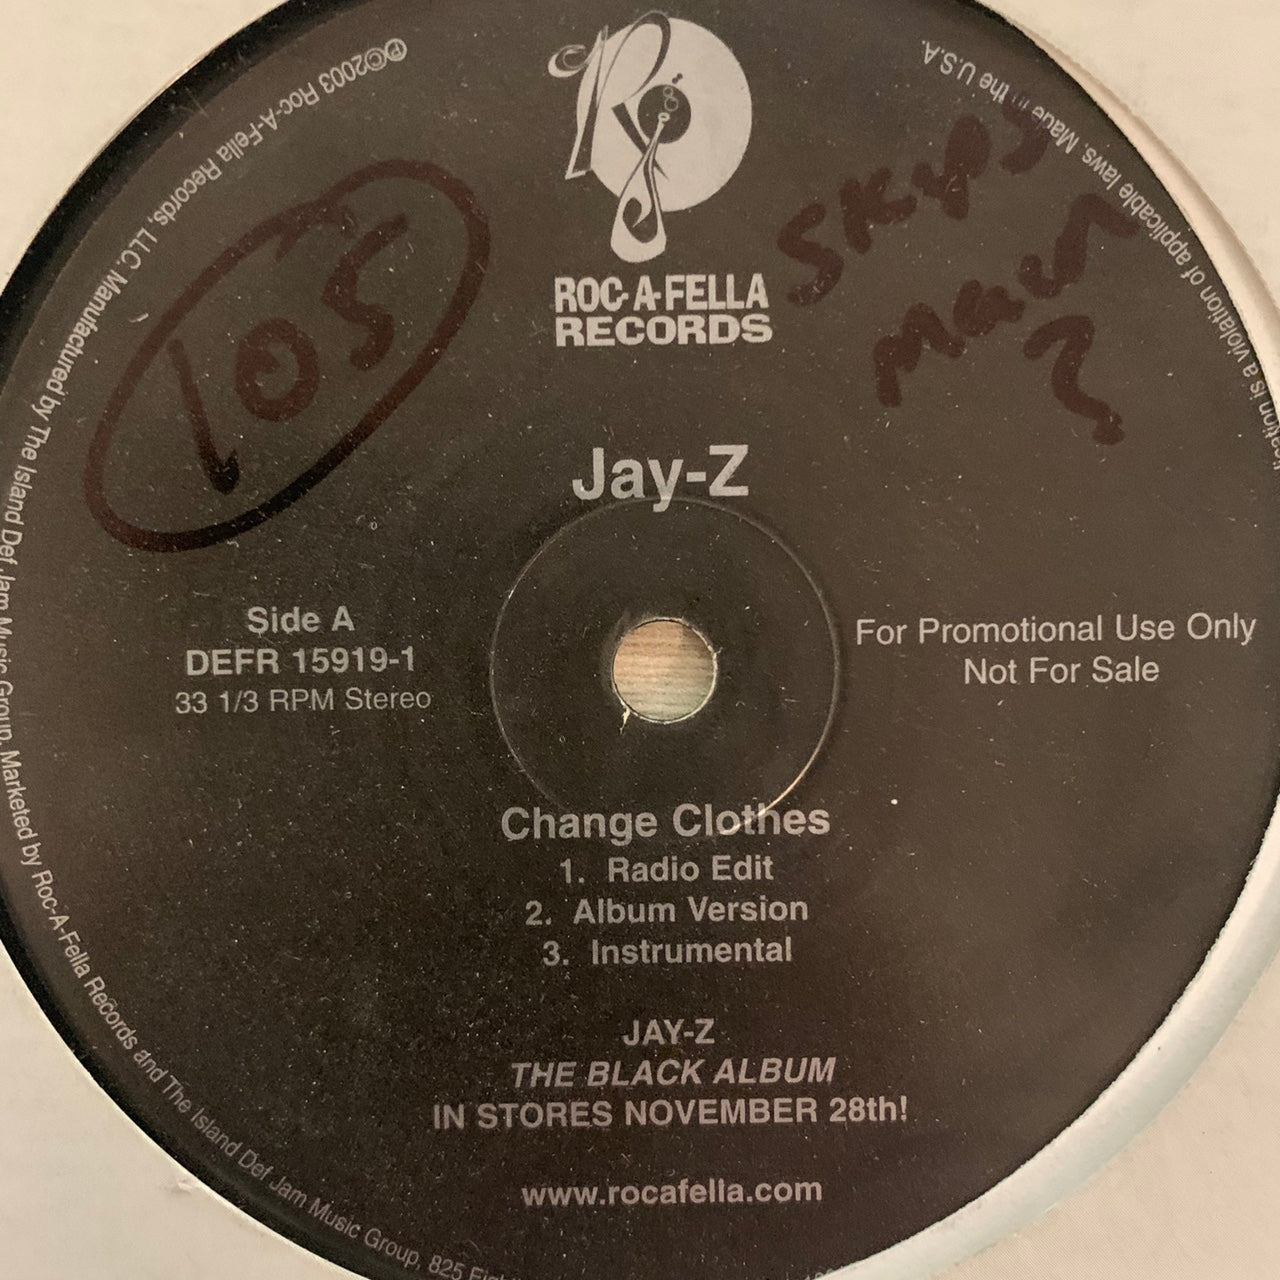 ℗©2003 Roc-A-Fella Records, LLC. Manufactured by The Island Def Jam Music Group. Marketed by Roc-A-Fella Records and The Island Def Jam Music Group, 825
is a violation of applicable laws. Made in the U.S.A.
ROC-A-FELLA
RECORDS
105
Skips
Jay-Z
Side A
DEFR 15919-1
33 1/3 RPM Stereo
For Promotional Use Only
Not For Sale
Change Clothes
1. Radio Edit
2. Album Version
3. Instrumental
JAY-Z
THE BLACK ALBUM
IN STORES NOVEMBER 28th!
www.rocafella.com